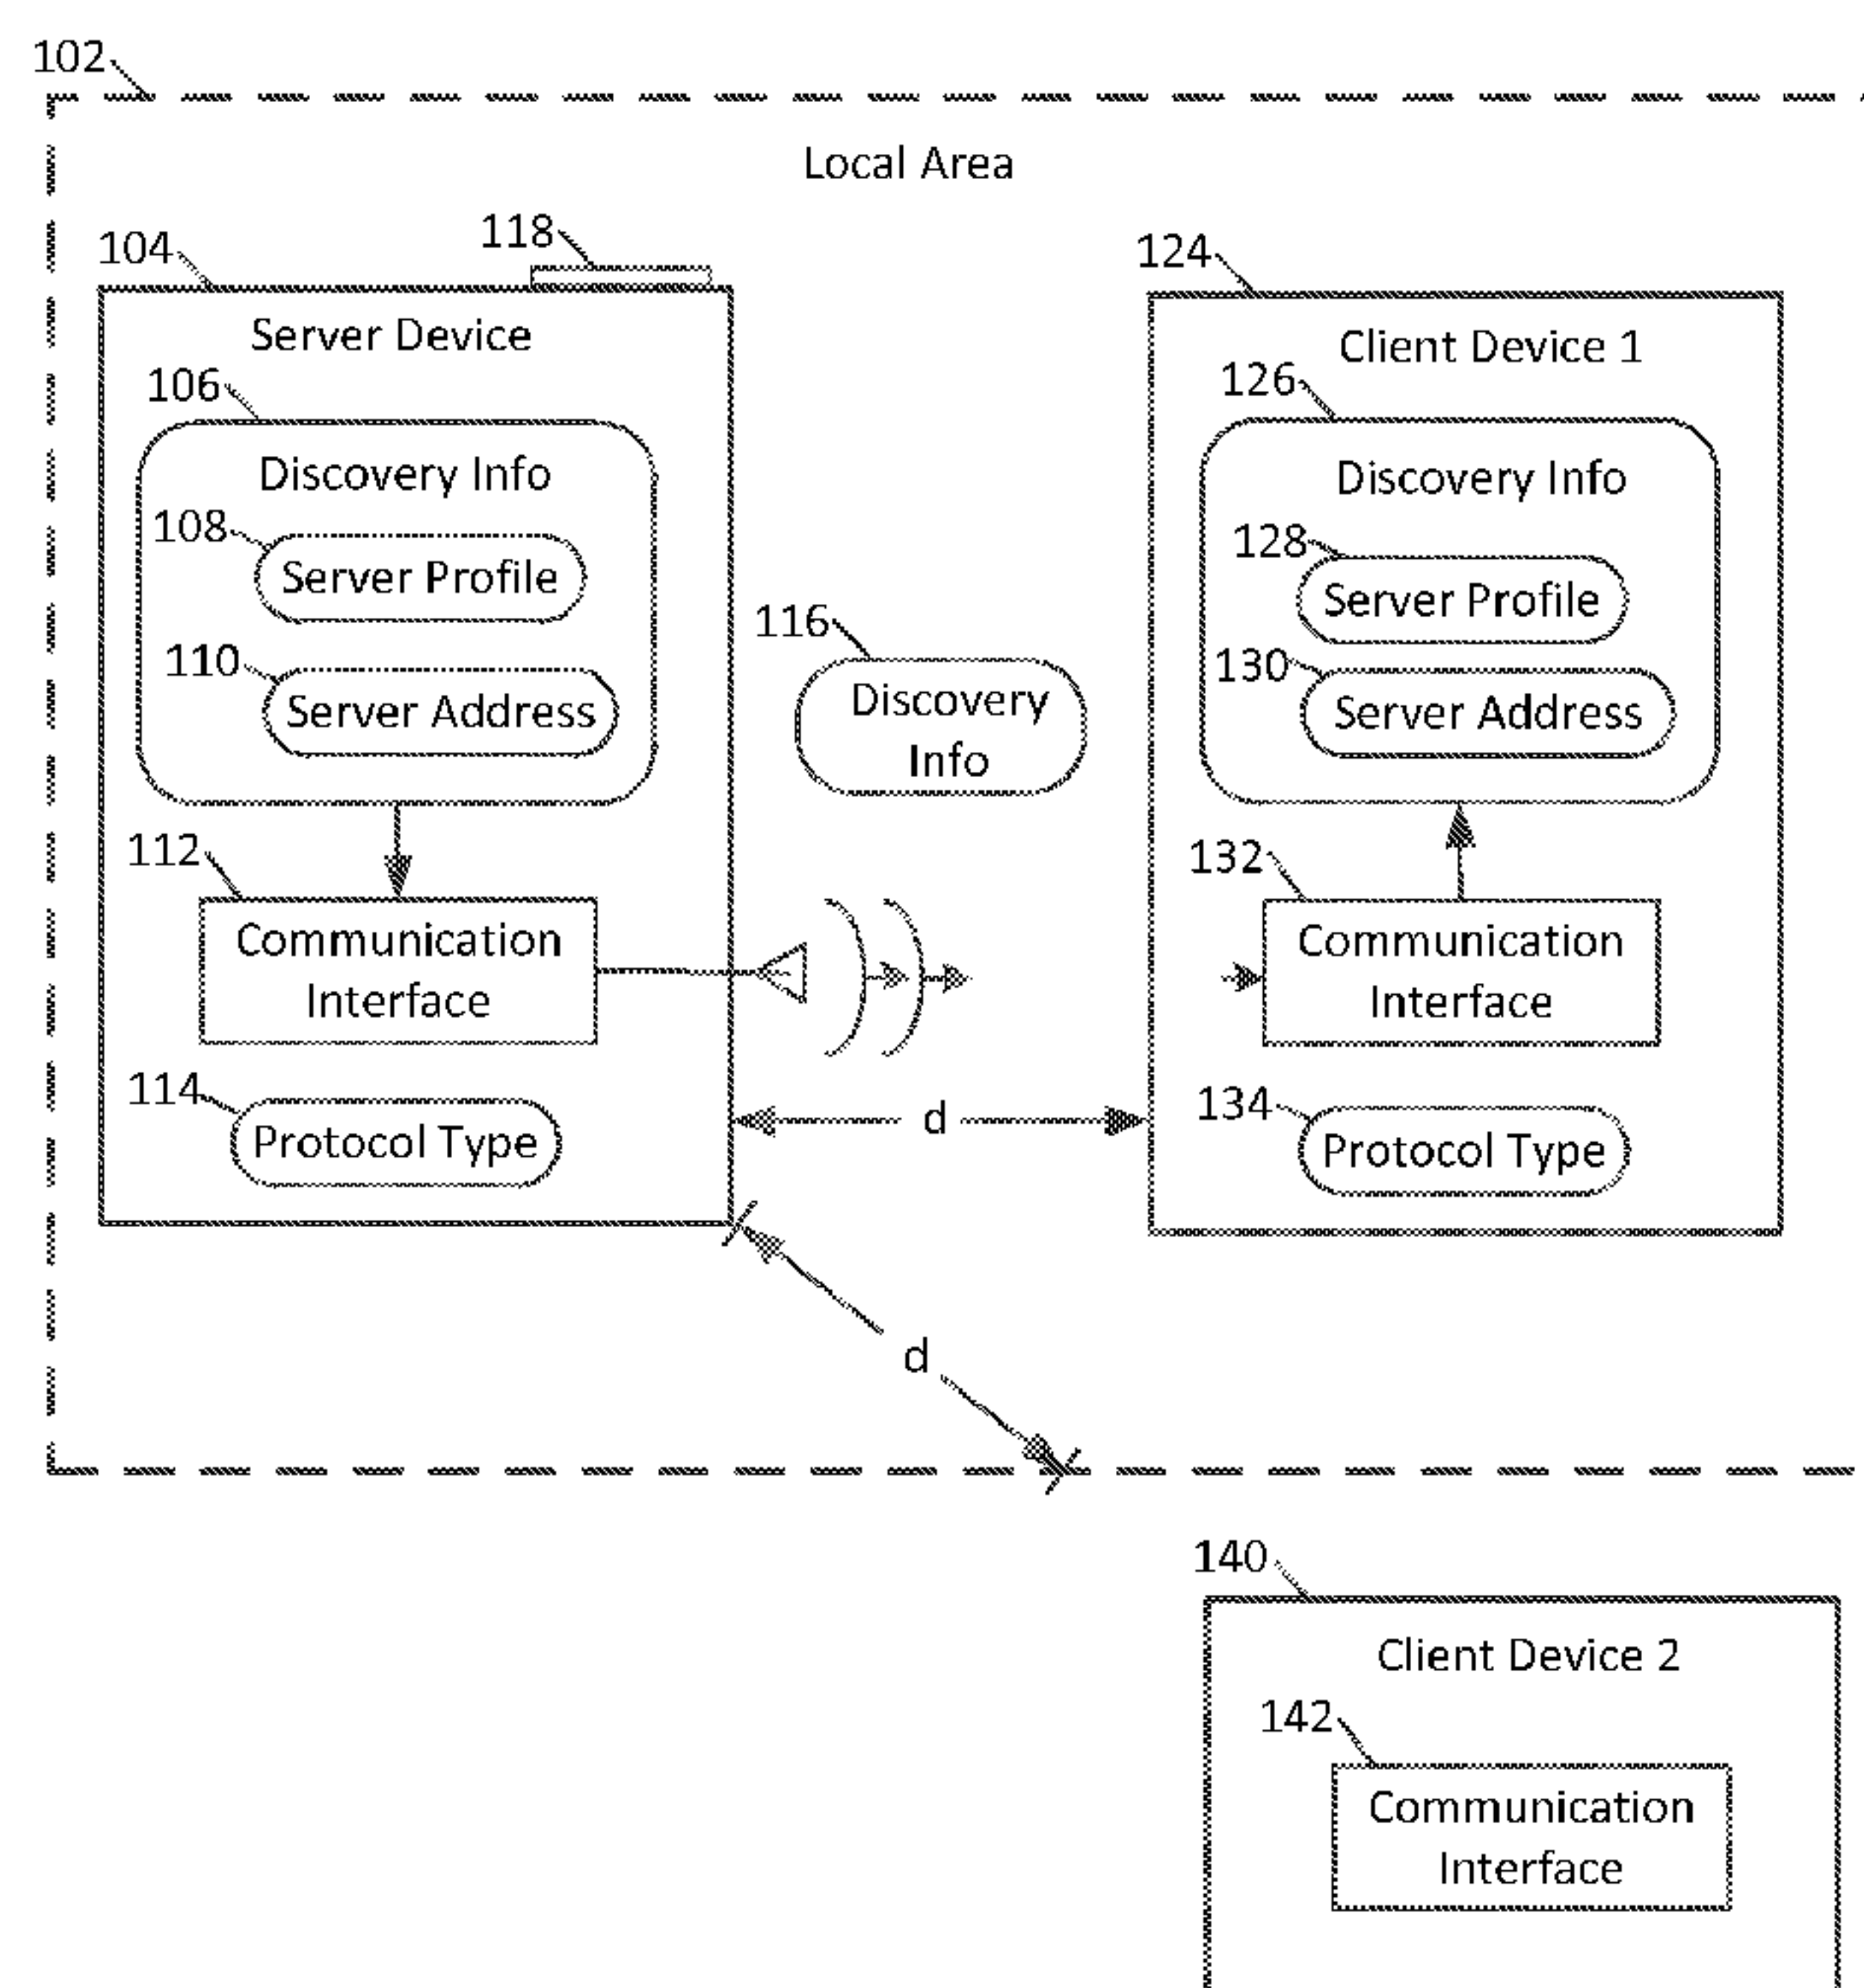 102
Local Area
104
118
124
Server Device
Client Device 1
106
126
Discovery Info
Discovery Info
108
Server Profile
128
Server Profile
110
Server Address
130
Server Address
116
Discovery
Info
112
Communication
Interface
132
Communication
Interface
114
Protocol Type
d
134
Protocol Type
d
140
Client Device 2
142
Communication
Interface